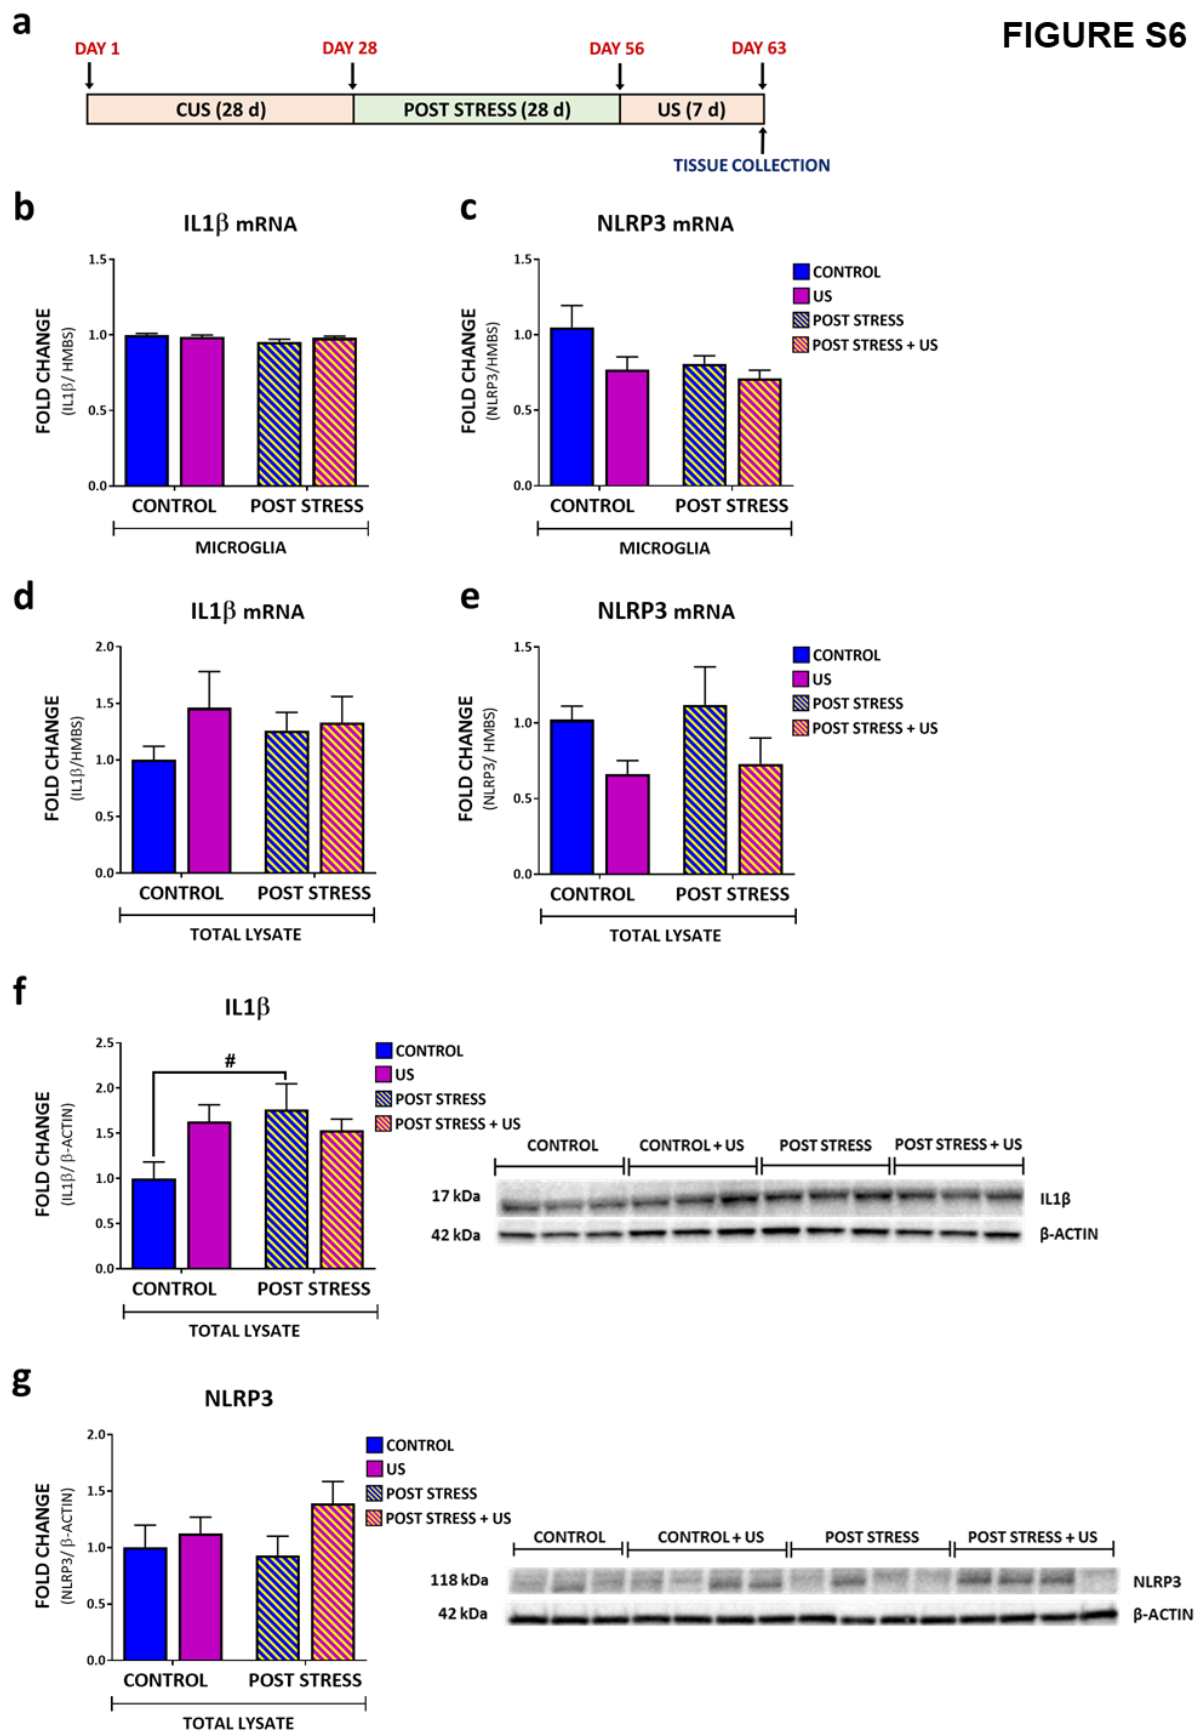 a
FIGURE S6
DAY 1 DAY 28 DAY 56 DAY 63
CUS (28 d) POST STRESS (28 d) US (7 d)
TISSUE COLLECTION
b
IL1β mRNA
FOLD CHANGE
(IL1β/ HMBS)
1.5
1.0
0.5
0.0
CONTROL POST STRESS
MICROGLIA
c
NLRP3 mRNA
FOLD CHANGE
(NLRP3/HMBS)
1.5
1.0
0.5
0.0
CONTROL POST STRESS
MICROGLIA
CONTROL
US
POST STRESS
POST STRESS + US
d
IL1β mRNA
FOLD CHANGE
(IL1β/HMBS)
2.0
1.5
1.0
0.5
0.0
CONTROL POST STRESS
TOTAL LYSATE
e
NLRP3 mRNA
FOLD CHANGE
(NLRP3/ HMBS)
1.5
1.0
0.5
0.0
CONTROL POST STRESS
TOTAL LYSATE
CONTROL
US
POST STRESS
POST STRESS + US
f
IL1β
FOLD CHANGE
(IL1β/ β-ACTIN)
2.5
2.0
1.5
1.0
0.5
0.0
#
CONTROL POST STRESS
TOTAL LYSATE
CONTROL
US
POST STRESS
POST STRESS + US
CONTROL CONTROL + US POST STRESS POST STRESS + US
17 kDa IL1β
42 kDa β-ACTIN
g
NLRP3
FOLD CHANGE
(NLRP3/ β-ACTIN)
2.0
1.5
1.0
0.5
0.0
CONTROL POST STRESS
TOTAL LYSATE
CONTROL
US
POST STRESS
POST STRESS + US
CONTROL CONTROL + US POST STRESS POST STRESS + US
118 kDa NLRP3
42 kDa β-ACTIN